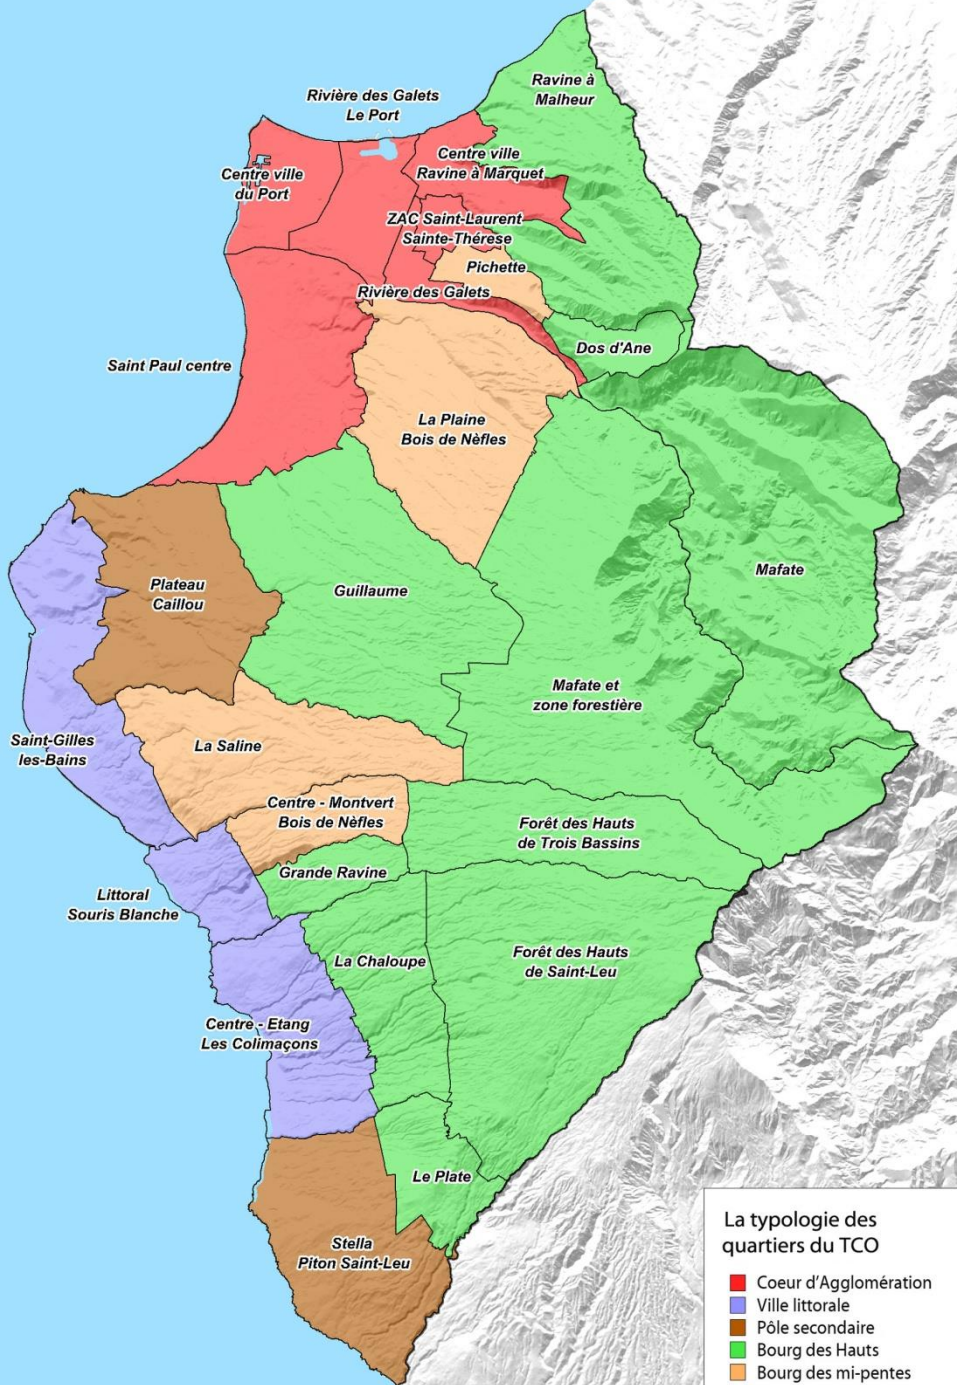 Ravine à
Malheur
Rivière des Galets
Le Port
Centre ville
Ravine à Marquet
Centre ville
du Port
ZAC Saint-Laurent
Sainte-Thérese
Pichette
Rivière des Galets
Dos d'Ane
Saint Paul centre
La Plaine
Bois de Nèfles
Mafate
Plateau
Caillou
Guillaume
Mafate et
zone forestière
Saint-Gilles
les-Bains
La Saline
Centre - Montvert
Bois de Nèfles
Forêt des Hauts
de Trois Bassins
Grande Ravine
Littoral
Souris Blanche
La Chaloupe
Forêt des Hauts
de Saint-Leu
Centre - Etang
Les Colimaçons
Le Plate
Stella
Piton Saint-Leu
La typologie des
quartiers du TCO
Coeur d'Agglomération
Ville littorale
Pôle secondaire
Bourg des Hauts
Bourg des mi-pentes